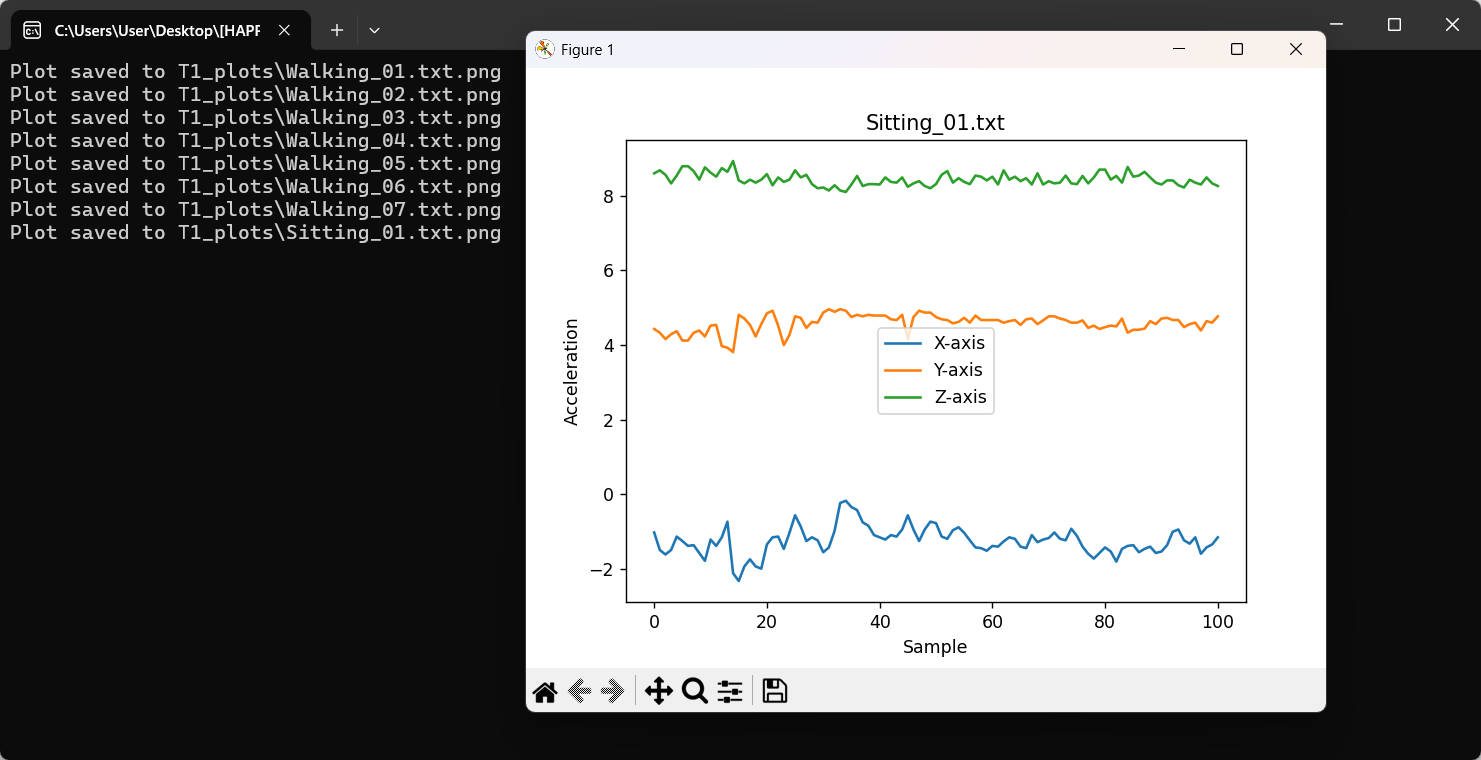 C:\Users\User\Desktop\[HAPF
Plot saved to T1_plots\Walking_01.txt.png
Plot saved to T1_plots\Walking_02.txt.png
Plot saved to T1_plots\Walking_03.txt.png
Plot saved to T1_plots\Walking_04.txt.png
Plot saved to T1_plots\Walking_05.txt.png
Plot saved to T1_plots\Walking_06.txt.png
Plot saved to T1_plots\Walking_07.txt.png
Plot saved to T1_plots\Sitting_01.txt.png
Figure 1
Sitting_01.txt
8
6
4
2
0
−2
Acceleration
X-axis
Y-axis
Z-axis
0 20 40 60 80 100
Sample